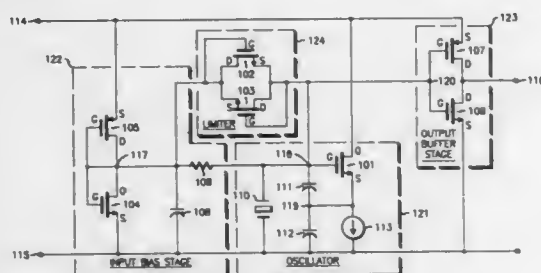 114
122
124
123
G
D
S
102
103
S
D
G
LIMITER
S
G
107
D
120
116
D
G
108
S
OUTPUT
BUFFER
STAGE
S
G
105
D
117
D
G
104
S
109
106
118
G
D
101
S
110
111
119
112
113
121
115
INPUT BIAS STAGE
OSCILLATOR